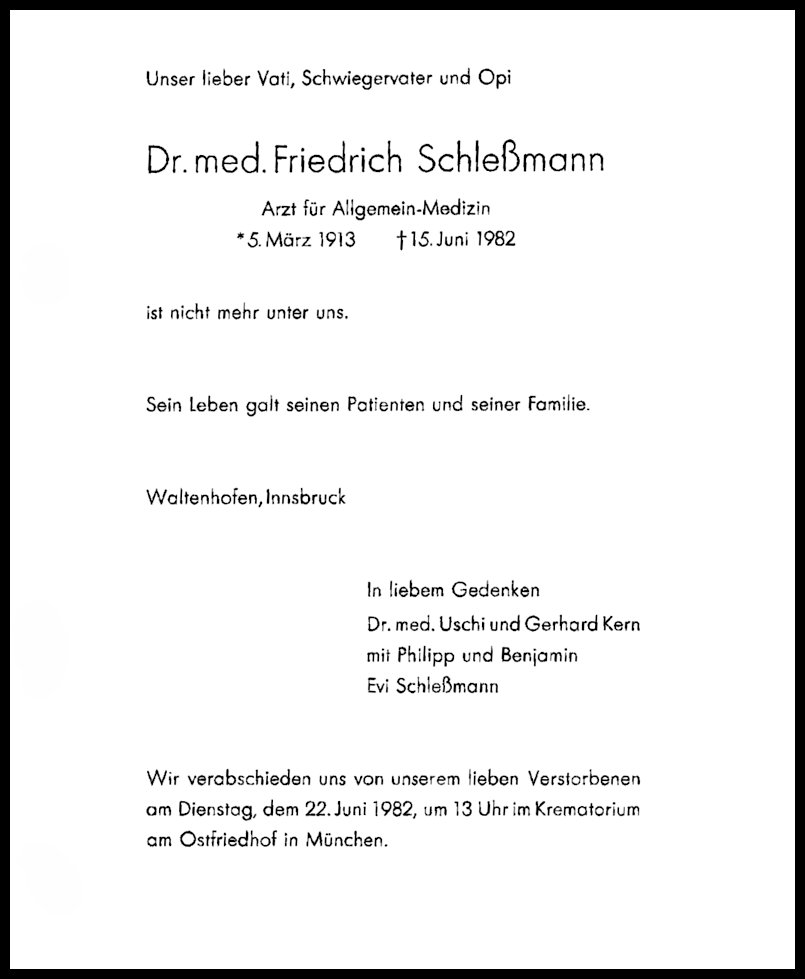 Unser lieber Vati, Schwiegervater und Opi
Dr. med. Friedrich Schleßmann
Arzt für Allgemein-Medizin
*5. März 1913 †15. Juni 1982
ist nicht mehr unter uns.
Sein Leben galt seinen Patienten und seiner Familie.
Waltenhofen, Innsbruck
In liebem Gedenken
Dr. med. Uschi und Gerhard Kern
mit Philipp und Benjamin
Evi Schleßmann
Wir verabschieden uns von unserem lieben Verstorbenen
am Dienstag, dem 22. Juni 1982, um 13 Uhr im Krematorium
am Ostfriedhof in München.